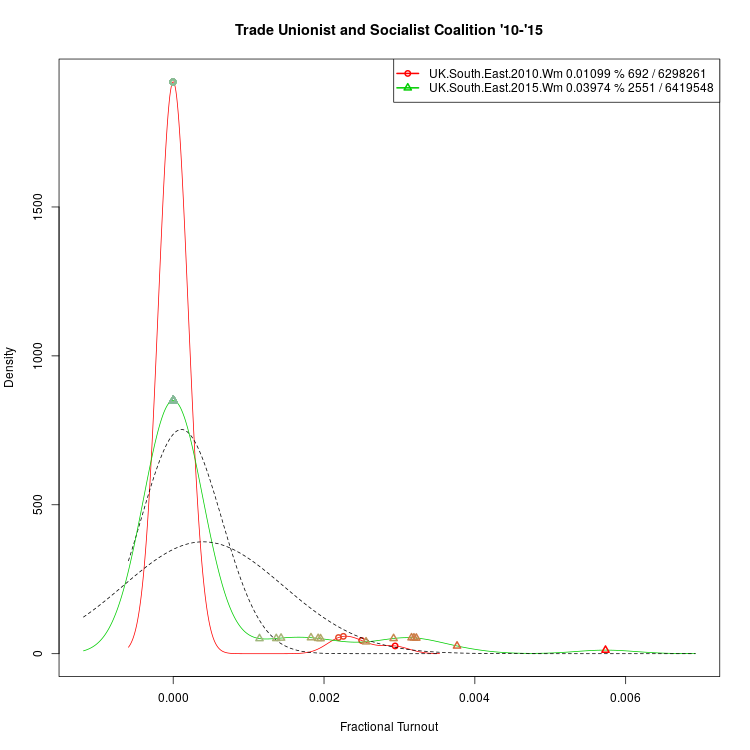 Trade Unionist and Socialist Coalition '10-'15
UK.South.East.2010.Wm 0.01099 % 692 / 6298261
UK.South.East.2015.Wm 0.03974 % 2551 / 6419548
Density
1500
1000
500
0
0.000 0.002 0.004 0.006
Fractional Turnout